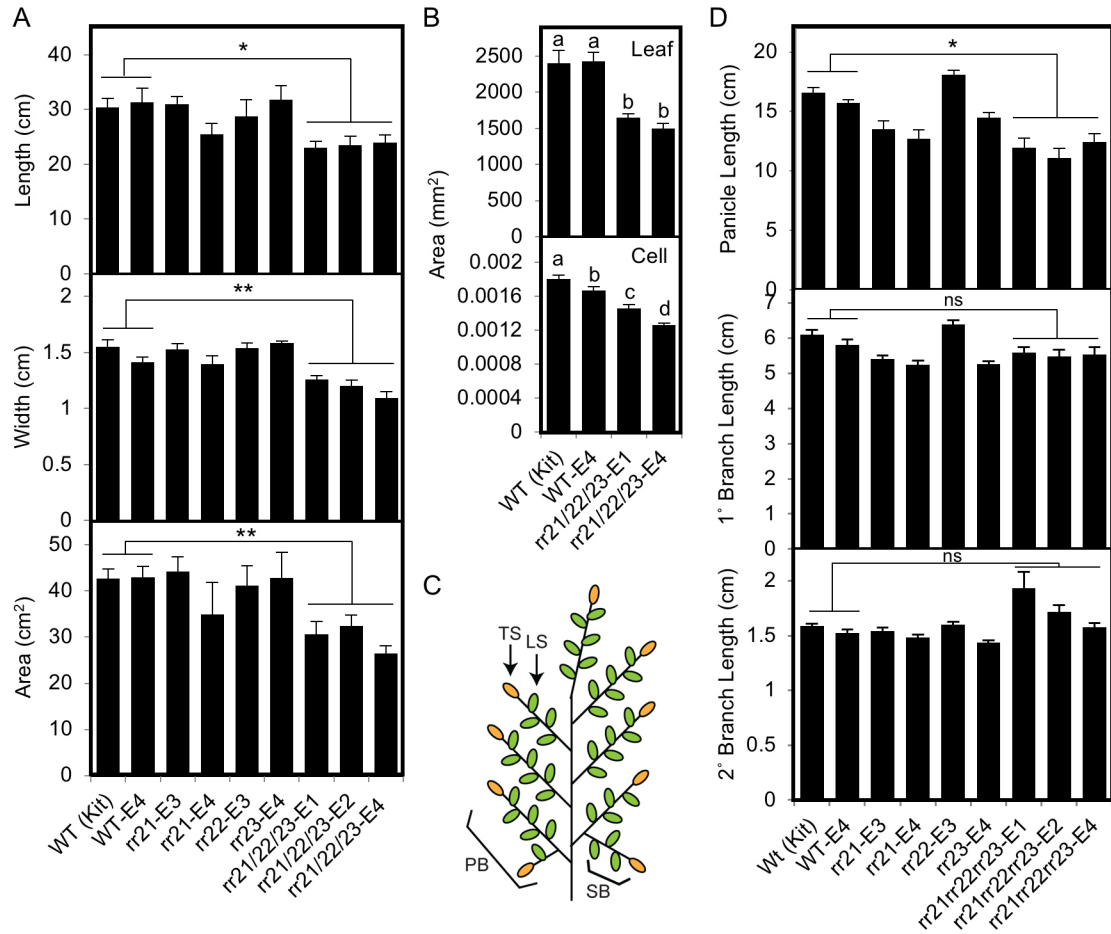 A
Length (cm)
40
30
20
10
0
*
Width (cm)
2
1.5
1
0.5
0
**
Area (cm²)
50
40
30
20
10
0
**
WT (Kit)
WT-E4
rr21-E3
rr21-E4
rr22-E3
rr23-E4
rr21/22/23-E1
rr21/22/23-E2
rr21/22/23-E4
B
Area (mm²)
Leaf
2500
2000
1500
1000
500
0
a a b b
Cell
0.002
0.0016
0.0012
0.0008
0.0004
0
a b c d
WT (Kit)
WT-E4
rr21/22/23-E1
rr21/22/23-E4
C
TS LS
PB
SB
D
Panicle Length (cm)
20
15
10
5
0
*
1˚ Branch Length (cm)
7
6
5
4
3
2
1
0
ns
2˚ Branch Length (cm)
2
1.5
1
0.5
0
ns
Wt (Kit)
WT-E4
rr21-E3
rr21-E4
rr22-E3
rr23-E4
rr21rr22rr23-E1
rr21rr22rr23-E2
rr21rr22rr23-E4